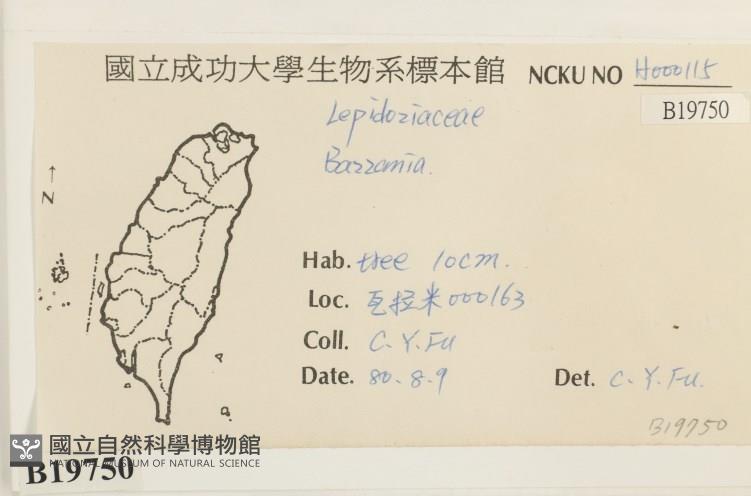 國立成功大學生物系標本館 NCKU NO H000115
B19750
Lepidoziaceae
Bazzania.
N
Hab. tree 10cm.
Loc. 瓦拉米000163
Coll. C. Y. Fu
Date. 80.8.9 Det. C. Y. Fu.
B19750
國立自然科學博物館
NATIONAL MUSEUM OF NATURAL SCIENCE
B19750